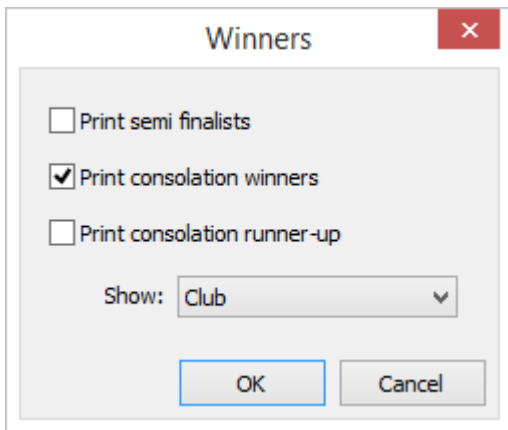 Winners
Print semi finalists
Print consolation winners
Print consolation runner-up
Show: Club
OK Cancel